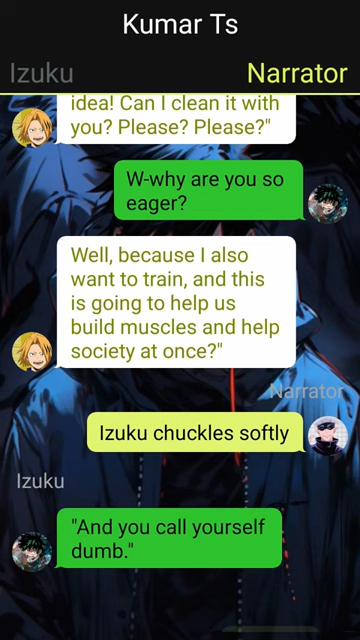 Kumar Ts
Izuku
Narrator
idea! Can I clean it with
you? Please? Please?"
W-why are you so
eager?
Well, because I also
want to train, and this
is going to help us
build muscles and help
society at once?"
Narrator
Izuku chuckles softly
Izuku
"And you call yourself
dumb."